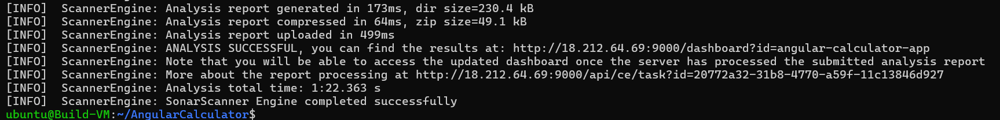 [INFO]  ScannerEngine: Analysis report generated in 173ms, dir size=230.4 kB
[INFO]  ScannerEngine: Analysis report compressed in 64ms, zip size=49.1 kB
[INFO]  ScannerEngine: Analysis report uploaded in 499ms
[INFO]  ScannerEngine: ANALYSIS SUCCESSFUL, you can find the results at: http://18.212.64.69:9000/dashboard?id=angular-calculator-app
[INFO]  ScannerEngine: Note that you will be able to access the updated dashboard once the server has processed the submitted analysis report
[INFO]  ScannerEngine: More about the report processing at http://18.212.64.69:9000/api/ce/task?id=20772a32-31b8-4770-a59f-11c13846d927
[INFO]  ScannerEngine: Analysis total time: 1:22.363 s
[INFO]  ScannerEngine: SonarScanner Engine completed successfully
ubuntu@Build-VM:~/AngularCalculator$